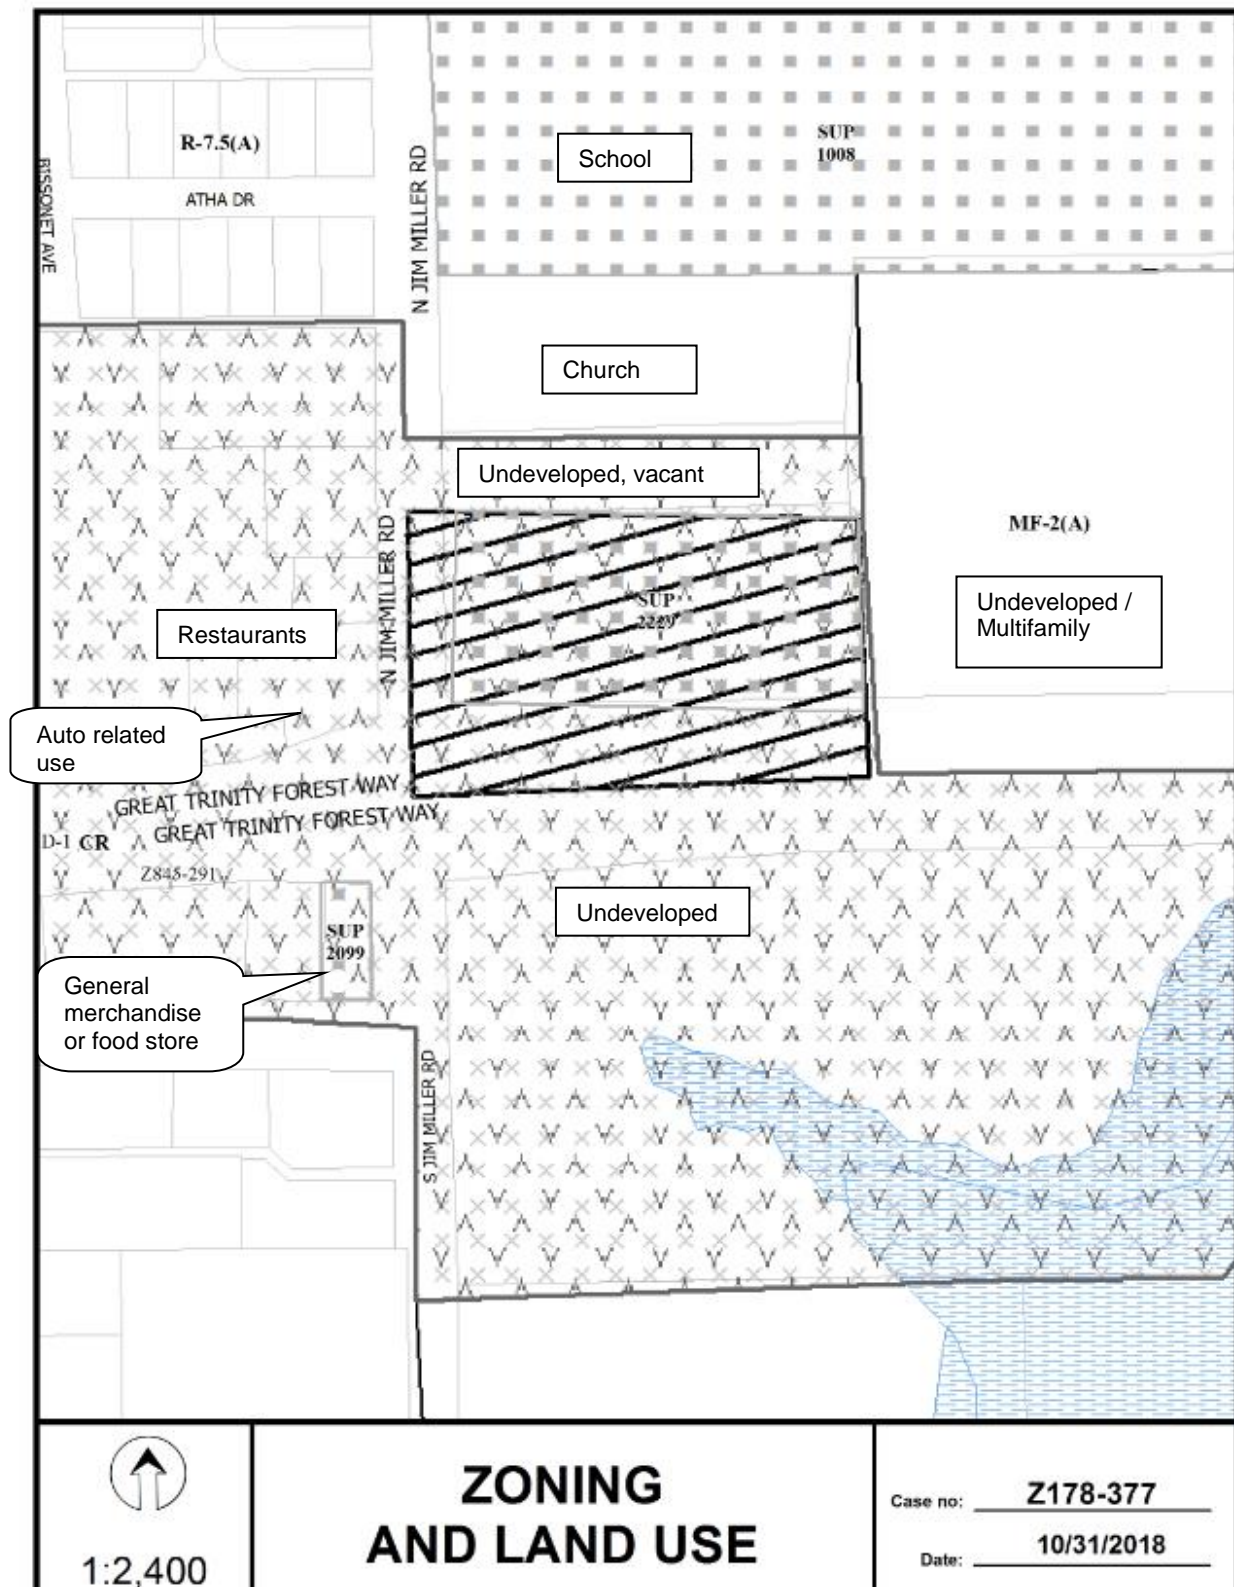 R-7.5(A)
BISSONET AVE
ATHA DR
N JIM MILLER RD
School
SUP
1008
Church
Undeveloped, vacant
MF-2(A)
N JIM MILLER RD
SUP
2229
Undeveloped /
Multifamily
Restaurants
Auto related
use
GREAT TRINITY FOREST WAY
GREAT TRINITY FOREST WAY
D-1 CR
Z845-291
SUP
2099
Undeveloped
General
merchandise
or food store
S JIM MILLER RD
1:2,400
ZONING
AND LAND USE
Case no: Z178-377
Date: 10/31/2018